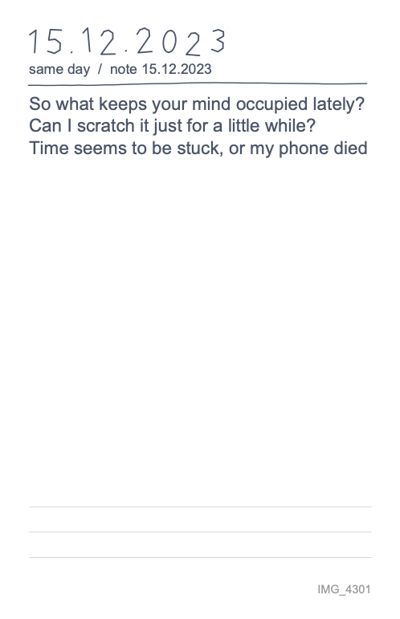 15.12.2023
same day / note 15.12.2023
So what keeps your mind occupied lately?
Can I scratch it just for a little while?
Time seems to be stuck, or my phone died
IMG_4301